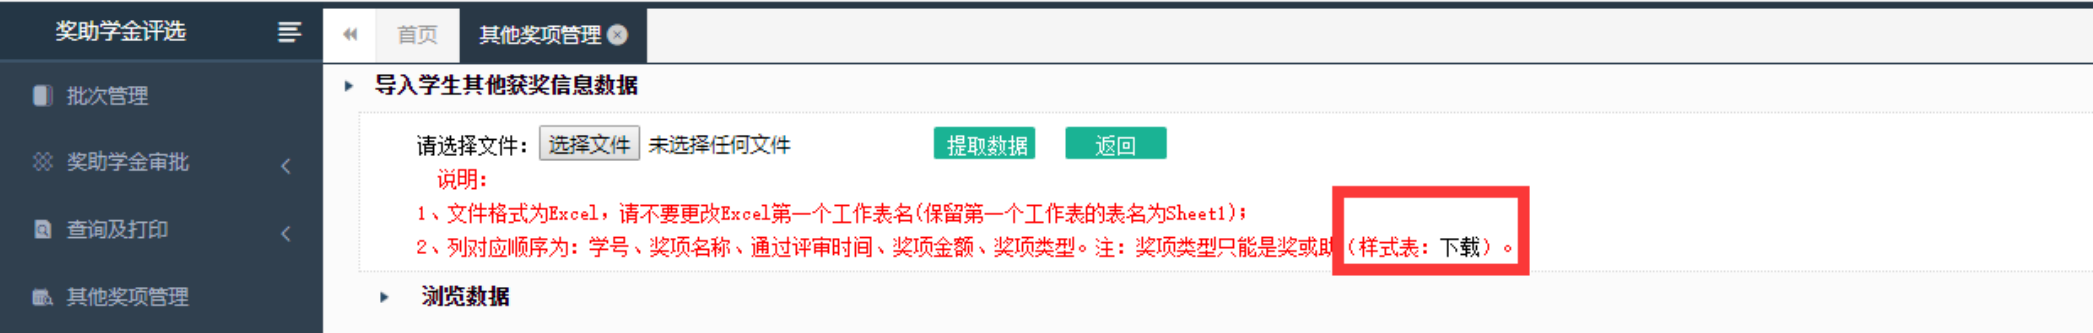 奖助学金评选
首页 其他奖项管理
批次管理
奖助学金审批
查询及打印
其他奖项管理
导入学生其他获奖信息数据
请选择文件: 选择文件 未选择任何文件 提取数据 返回
说明:
1、文件格式为Excel，请不要更改Excel第一个工作表名(保留第一个工作表的表名为Sheet1);
2、列对应顺序为: 学号、奖项名称、通过评审时间、奖项金额、奖项类型。注: 奖项类型只能是奖或助（样式表: 下载）。
浏览数据